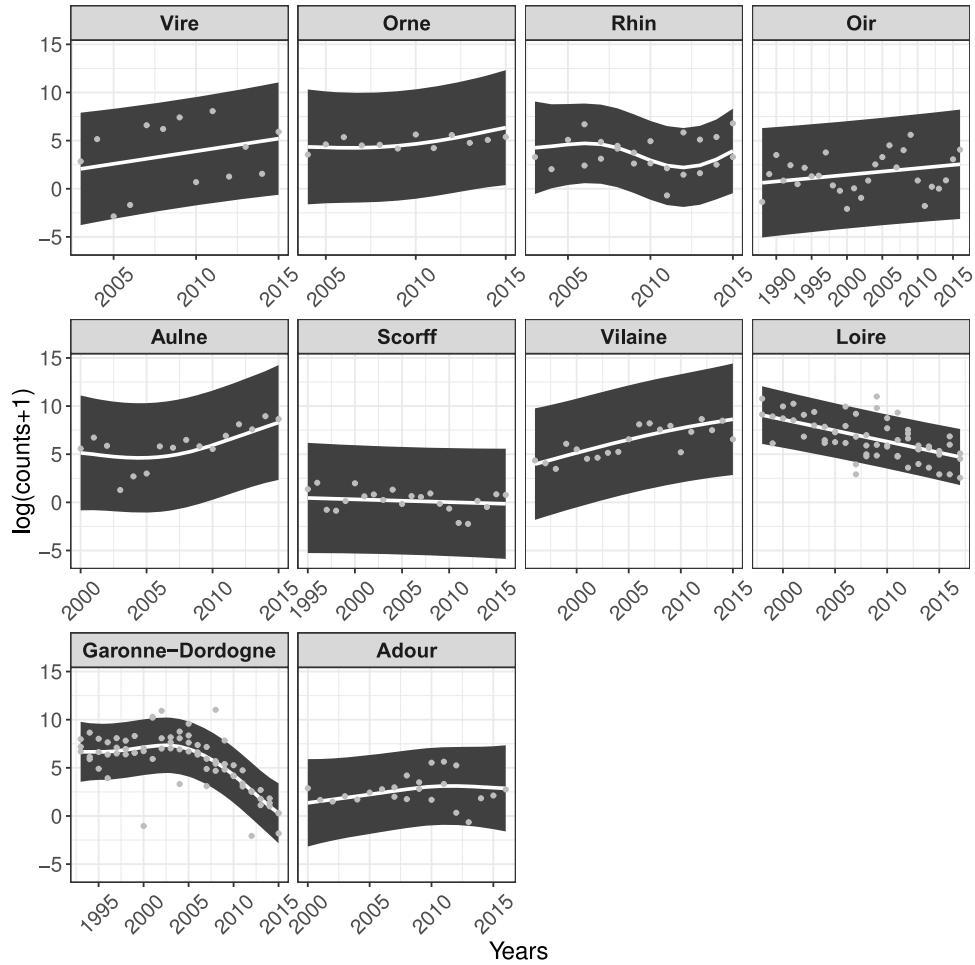 Vire Orne Rhin Oir
15
10
5
0
−5
2005 2010 2015 2005 2010 2015 2005 2010 2015 1990 1995 2000 2005 2010 2015
Aulne Scorff Vilaine Loire
15
10
5
0
−5
2000 2005 2010 2015 1995 2000 2005 2010 2015 2000 2005 2010 2015 2000 2005 2010 2015
log(counts+1)
Garonne−Dordogne Adour
15
10
5
0
−5
1995 2000 2005 2010 2015 2000 2005 2010 2015
Years